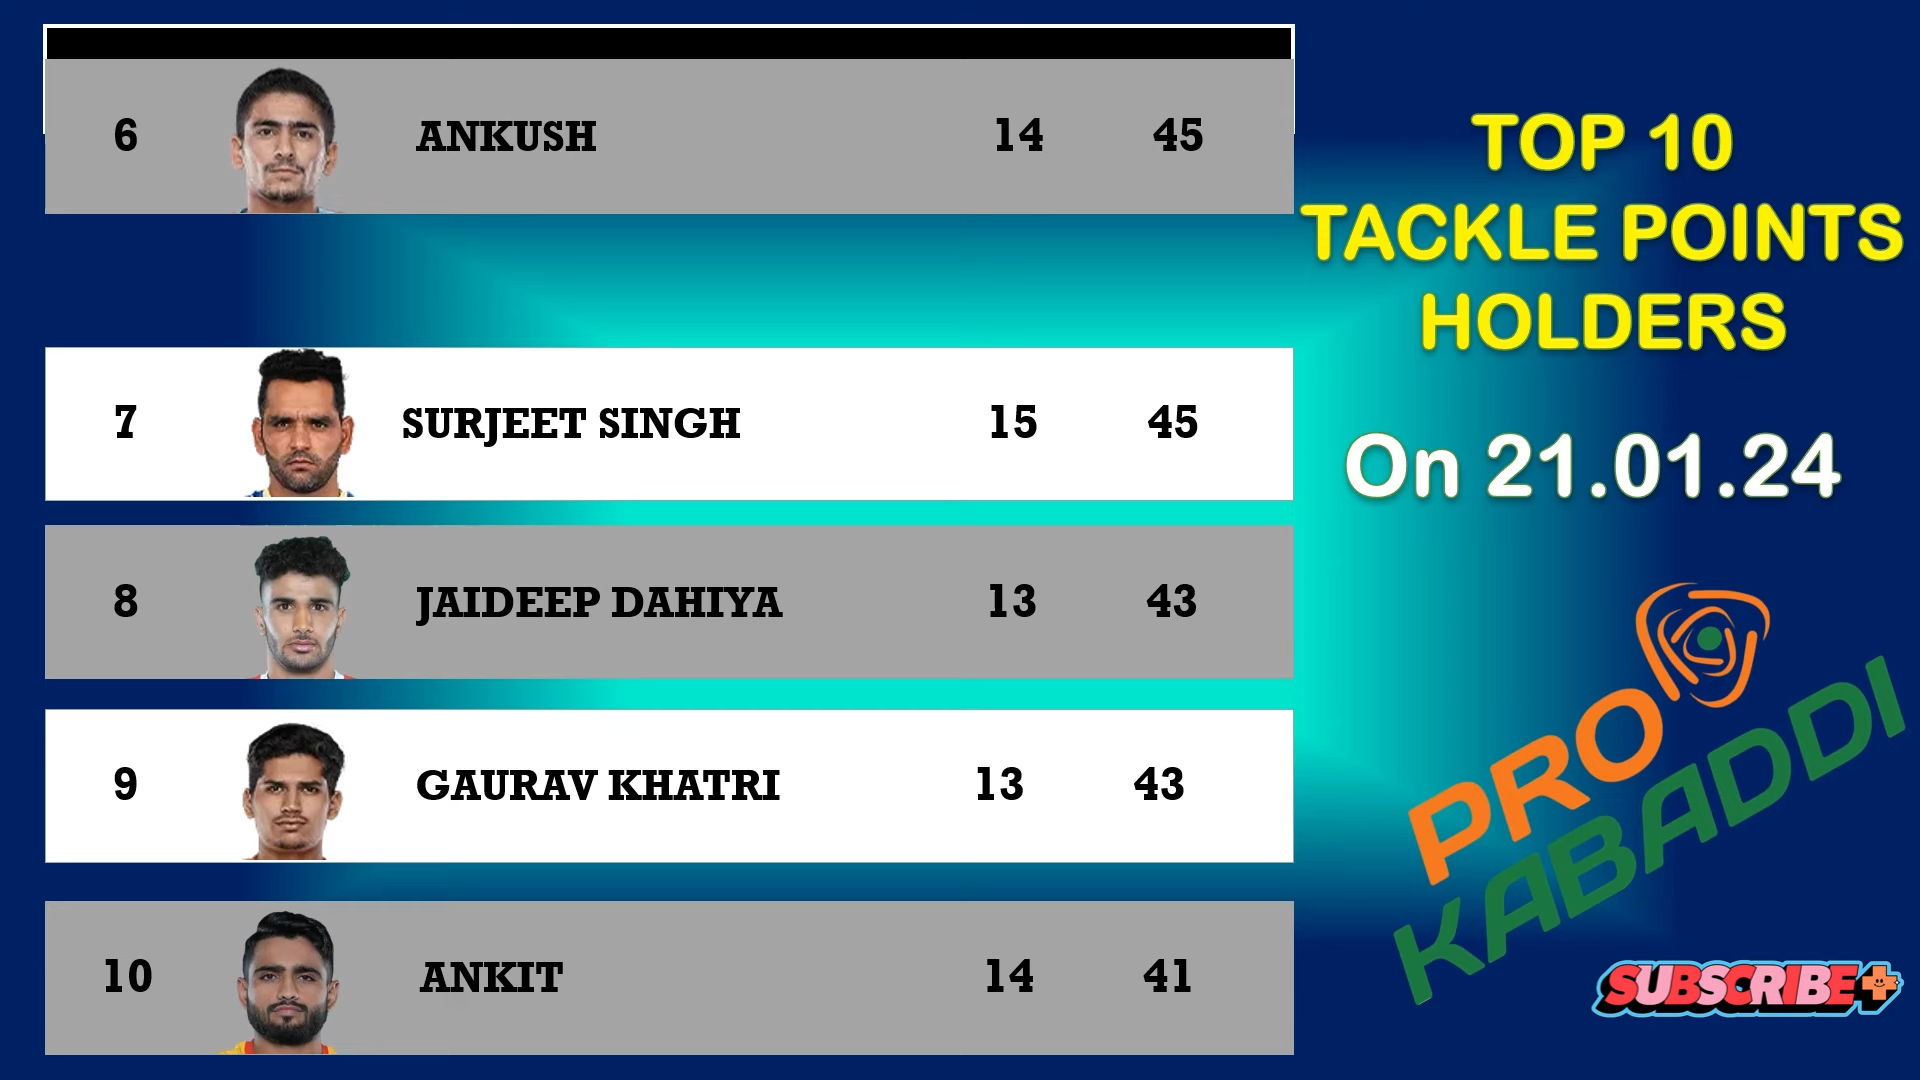 6 ANKUSH 14 45
7 SURJEET SINGH 15 45
8 JAIDEEP DAHIYA 13 43
9 GAURAV KHATRI 13 43
10 ANKIT 14 41
TOP 10
TACKLE POINTS
HOLDERS
On 21.01.24
PRO
KABADDI
SUBSCRIBE